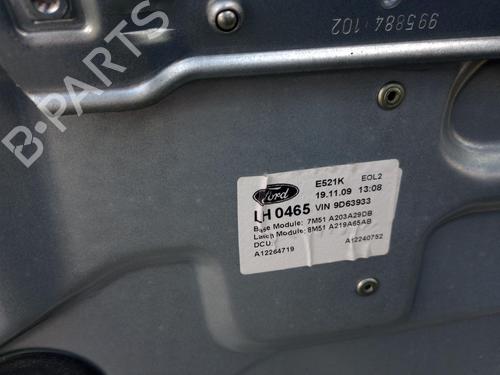 995884 102
B-PARTS
Ford
E521K EOL2
19.11.09 13:08
LH 0465 VIN 9D63933
Base Module: 7M51 A203A29DB
Latch Module: 8M51 A219A65AB
DCU: A12240752
A12264719